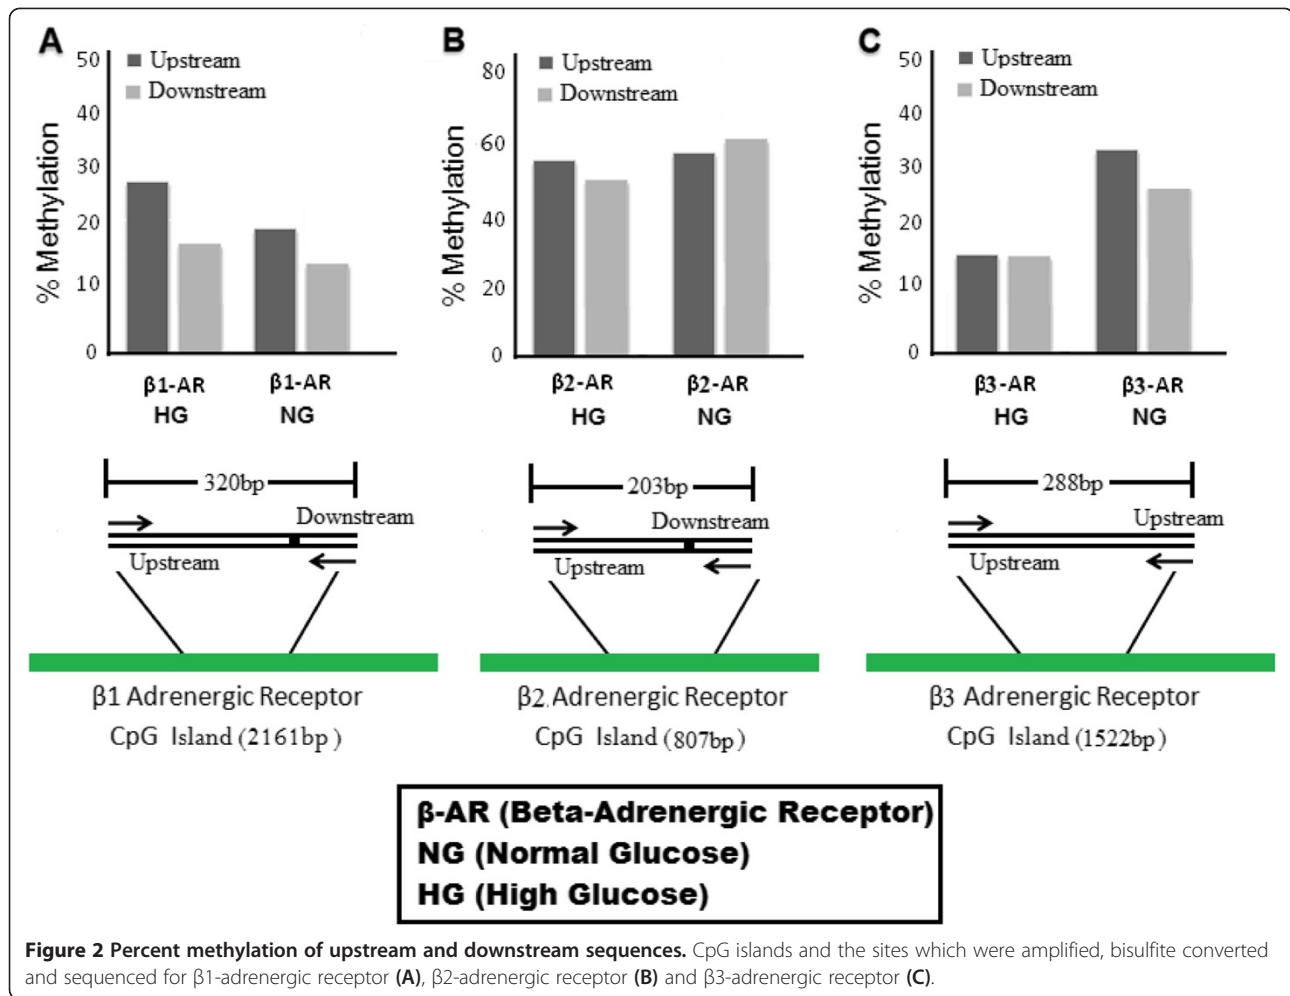 A
50
40
30
20
10
0
% Methylation
Upstream
Downstream
β1-AR
HG
β1-AR
NG
320bp
Downstream
Upstream
β1 Adrenergic Receptor
CpG Island (2161bp)
B
80
60
40
20
0
% Methylation
Upstream
Downstream
β2-AR
HG
β2-AR
NG
203bp
Downstream
Upstream
β2 Adrenergic Receptor
CpG Island (807bp)
C
50
40
30
20
10
0
% Methylation
Upstream
Downstream
β3-AR
HG
β3-AR
NG
288bp
Upstream
Upstream
β3 Adrenergic Receptor
CpG Island (1522bp)
β-AR (Beta-Adrenergic Receptor)
NG (Normal Glucose)
HG (High Glucose)
Figure 2 Percent methylation of upstream and downstream sequences. CpG islands and the sites which were amplified, bisulfite converted
and sequenced for β1-adrenergic receptor (A), β2-adrenergic receptor (B) and β3-adrenergic receptor (C).